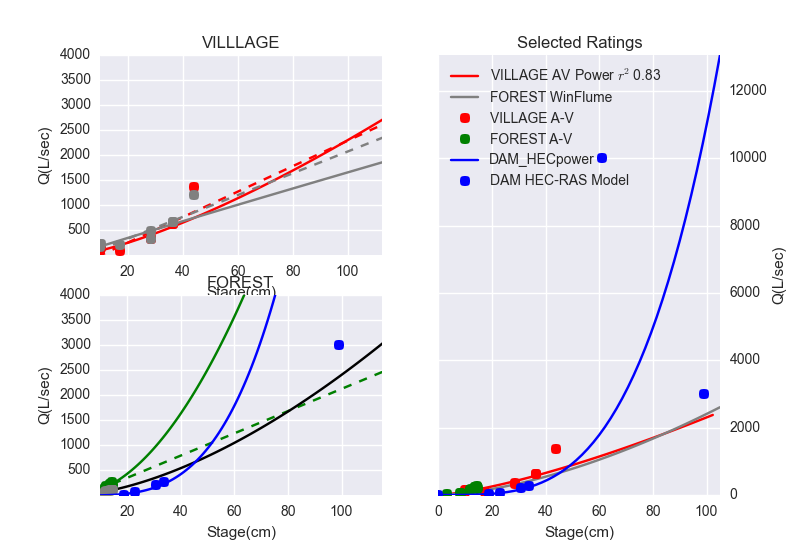 VILLLAGE
4000
3500
3000
2500
2000
1500
1000
500
Q(L/sec)
20 40 60 80 100
Stage(cm)
FOREST
4000
3500
3000
2500
2000
1500
1000
500
Q(L/sec)
20 40 60 80 100
Stage(cm)
Selected Ratings
VILLAGE AV Power r² 0.83
FOREST WinFlume
VILLAGE A-V
FOREST A-V
DAM_HECpower
DAM HEC-RAS Model
12000
10000
8000
6000
4000
2000
0
Q(L/sec)
0 20 40 60 80 100
Stage(cm)